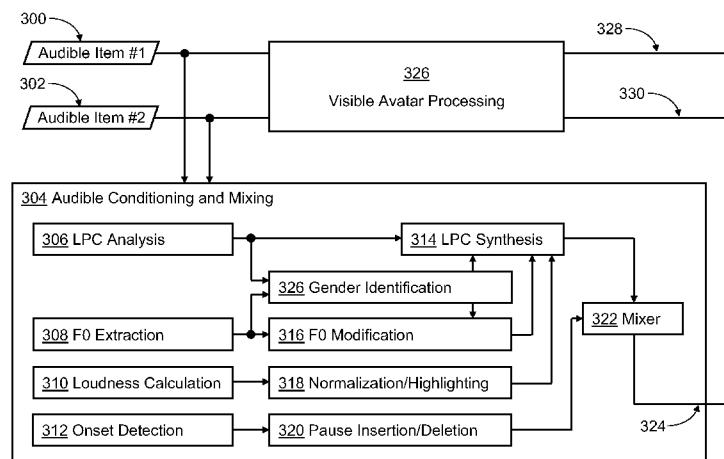 300
Audible Item #1
328
302
326
Visible Avatar Processing
330
Audible Item #2
304 Audible Conditioning and Mixing
306 LPC Analysis
314 LPC Synthesis
326 Gender Identification
308 F0 Extraction
316 F0 Modification
322 Mixer
310 Loudness Calculation
318 Normalization/Highlighting
312 Onset Detection
320 Pause Insertion/Deletion
324